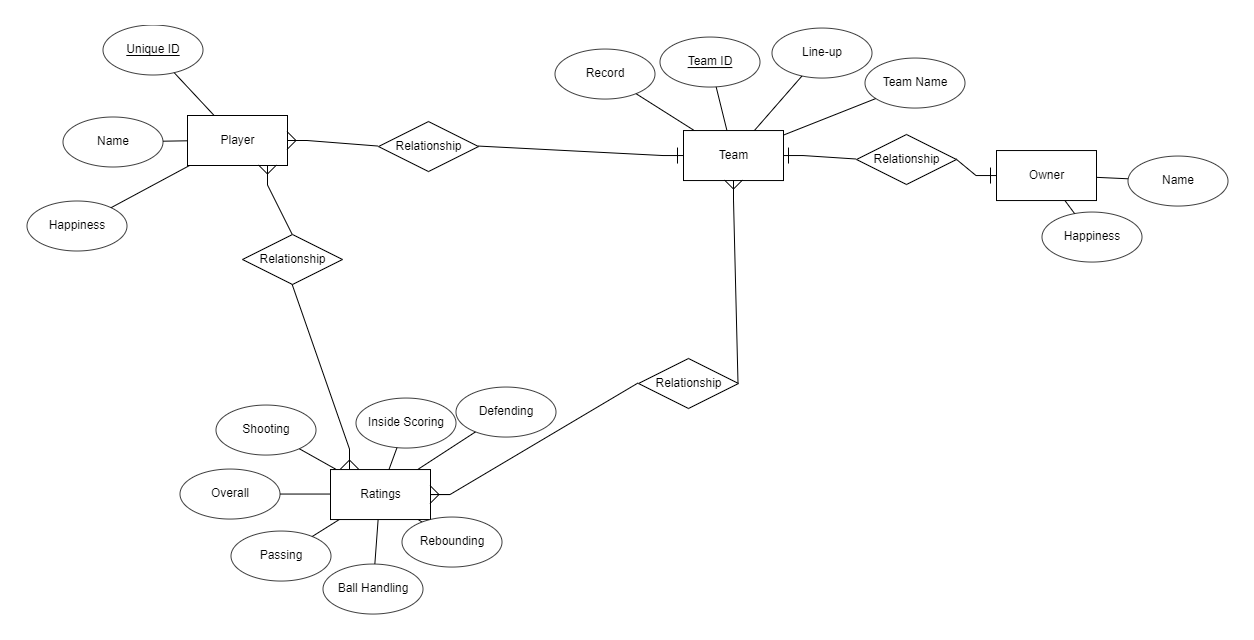 Unique ID
Name
Happiness
Player
Relationship
Record
Team ID
Line-up
Team Name
Team
Relationship
Owner
Name
Happiness
Relationship
Relationship
Shooting
Inside Scoring
Defending
Overall
Ratings
Passing
Ball Handling
Rebounding